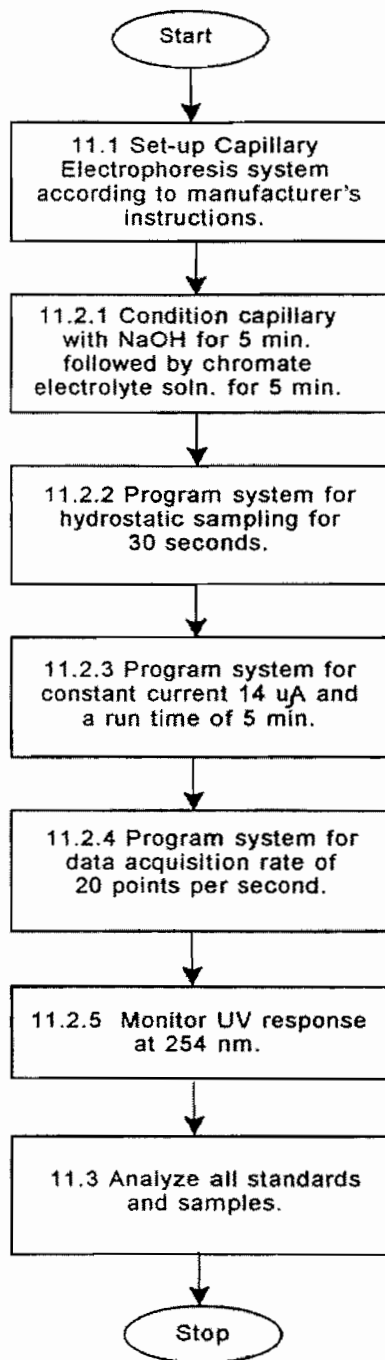 Start
11.1 Set-up Capillary
Electrophoresis system
according to manufacturer's
instructions.
11.2.1 Condition capillary
with NaOH for 5 min.
followed by chromate
electrolyte soln. for 5 min.
11.2.2 Program system for
hydrostatic sampling for
30 seconds.
11.2.3 Program system for
constant current 14 uA and
a run time of 5 min.
11.2.4 Program system for
data acquisition rate of
20 points per second.
11.2.5 Monitor UV response
at 254 nm.
11.3 Analyze all standards
and samples.
Stop